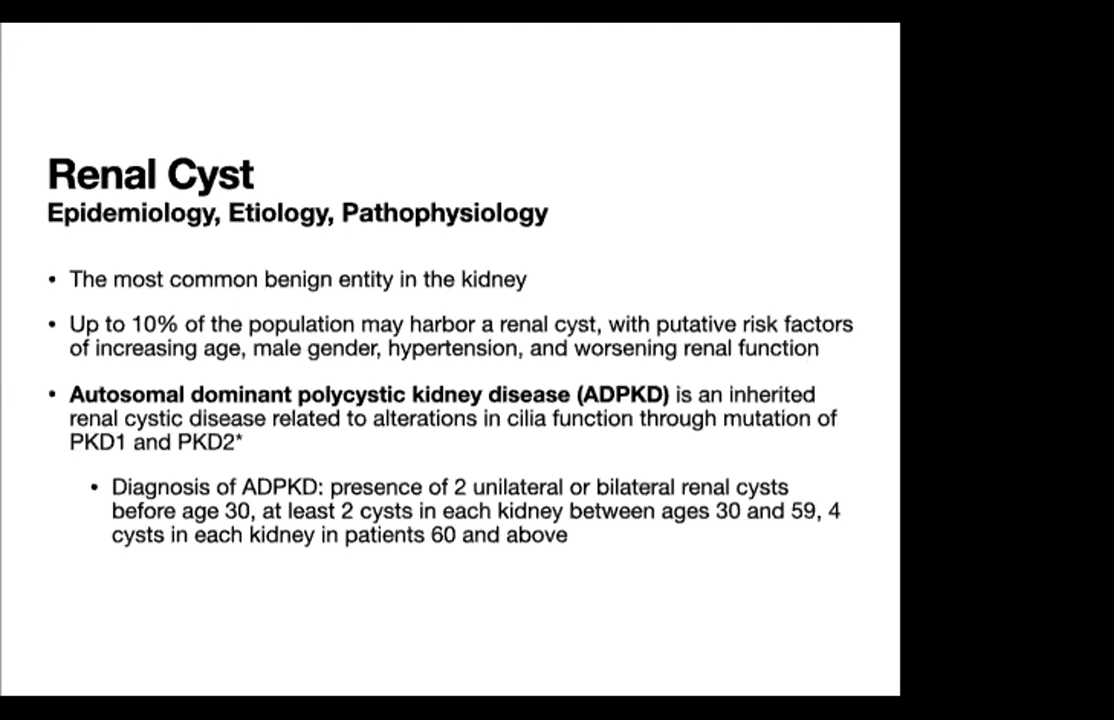 Renal Cyst
Epidemiology, Etiology, Pathophysiology
• The most common benign entity in the kidney
• Up to 10% of the population may harbor a renal cyst, with putative risk factors
of increasing age, male gender, hypertension, and worsening renal function
• Autosomal dominant polycystic kidney disease (ADPKD) is an inherited
renal cystic disease related to alterations in cilia function through mutation of
PKD1 and PKD2*
• Diagnosis of ADPKD: presence of 2 unilateral or bilateral renal cysts
before age 30, at least 2 cysts in each kidney between ages 30 and 59, 4
cysts in each kidney in patients 60 and above